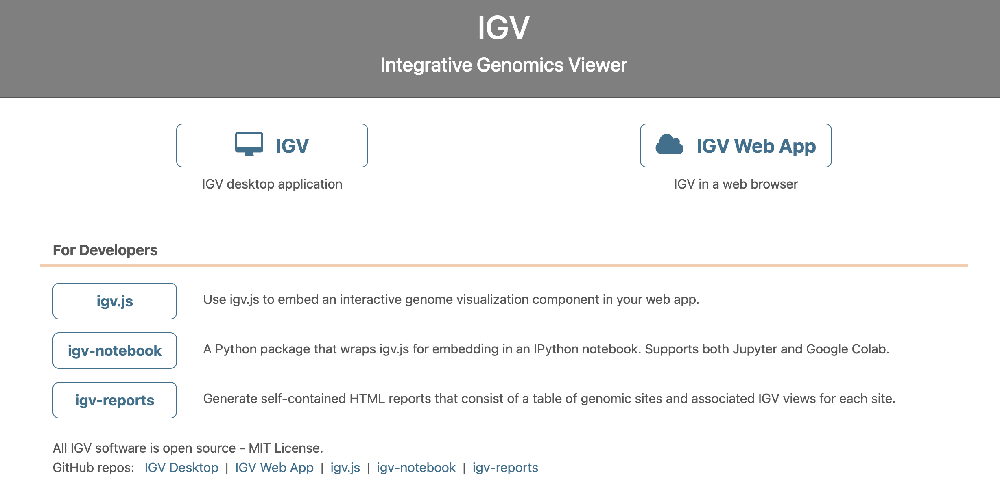 IGV
Integrative Genomics Viewer
IGV
IGV Web App
IGV desktop application
IGV in a web browser
For Developers
igv.js
Use igv.js to embed an interactive genome visualization component in your web app.
igv-notebook
A Python package that wraps igv.js for embedding in an IPython notebook. Supports both Jupyter and Google Colab.
igv-reports
Generate self-contained HTML reports that consist of a table of genomic sites and associated IGV views for each site.
All IGV software is open source - MIT License.
GitHub repos: IGV Desktop | IGV Web App | igv.js | igv-notebook | igv-reports